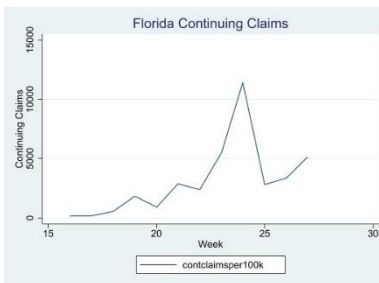 Florida Continuing Claims
15000
10000
5000
0
Continuing Claims
15
20
25
30
Week
contclaimsper100k